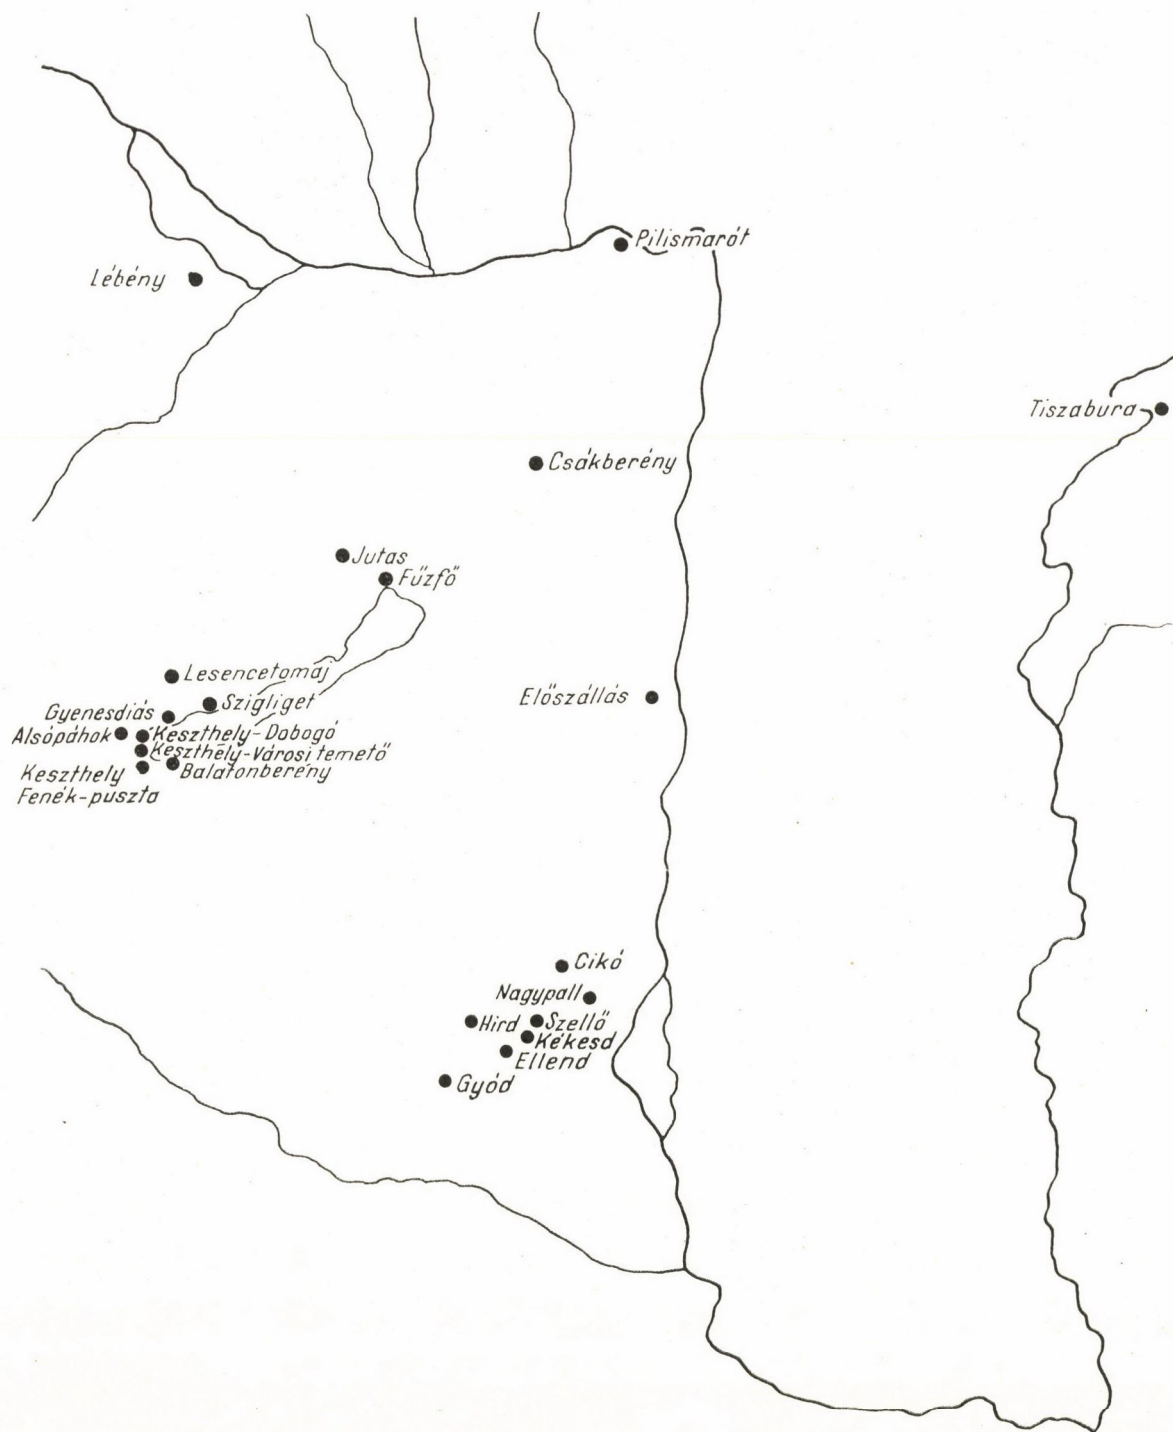 Pilismarót
Lébény
Tiszabura
Csákberény
Jutas
Fűzfő
Lesencetomaj
Szigliget
Előszállás
Gyenesdiás
Alsópáhok
Keszthely-Dobogó
Keszthely-Városi temető
Balatonberény
Keszthely
Fenék-puszta
Cikó
Nagypall
Hird
Szellő
Kékesd
Ellend
Gyód